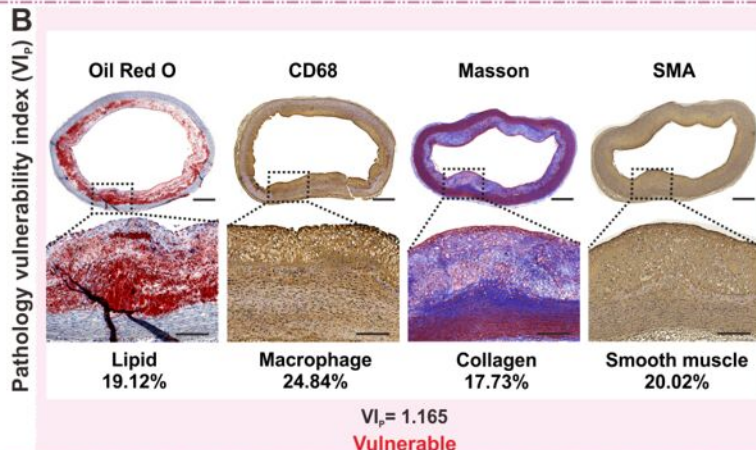 B
Pathology vulnerability index (VIP)
Oil Red O
CD68
Masson
SMA
Lipid
19.12%
Macrophage
24.84%
Collagen
17.73%
Smooth muscle
20.02%
VIP= 1.165
Vulnerable